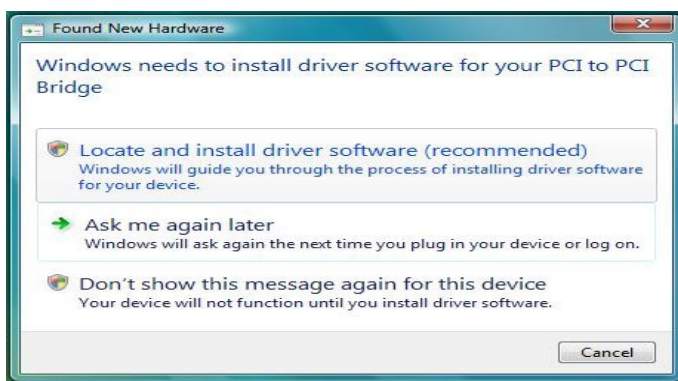 Found New Hardware
Windows needs to install driver software for your PCI to PCI
Bridge
Locate and install driver software (recommended)
Windows will guide you through the process of installing driver software
for your device.
Ask me again later
Windows will ask again the next time you plug in your device or log on.
Don't show this message again for this device
Your device will not function until you install driver software.
Cancel